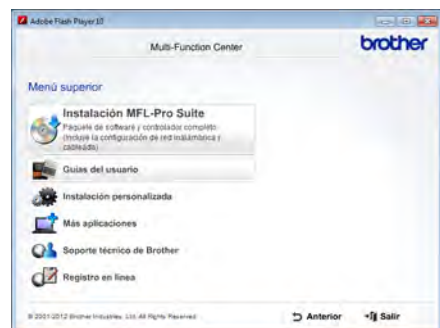 Adobe Flash Player 10
Multi-Function Center
brother
Menú superior
Instalación MFL-Pro Suite
Paquete de software y controlador completo
(incluye la configuración de red inalámbrica y
cableada)
Guías del usuario
Instalación personalizada
Más aplicaciones
Soporte técnico de Brother
Registro en línea
© 2001-2012 Brother Industries, Ltd. All Rights Reserved.
Anterior
Salir